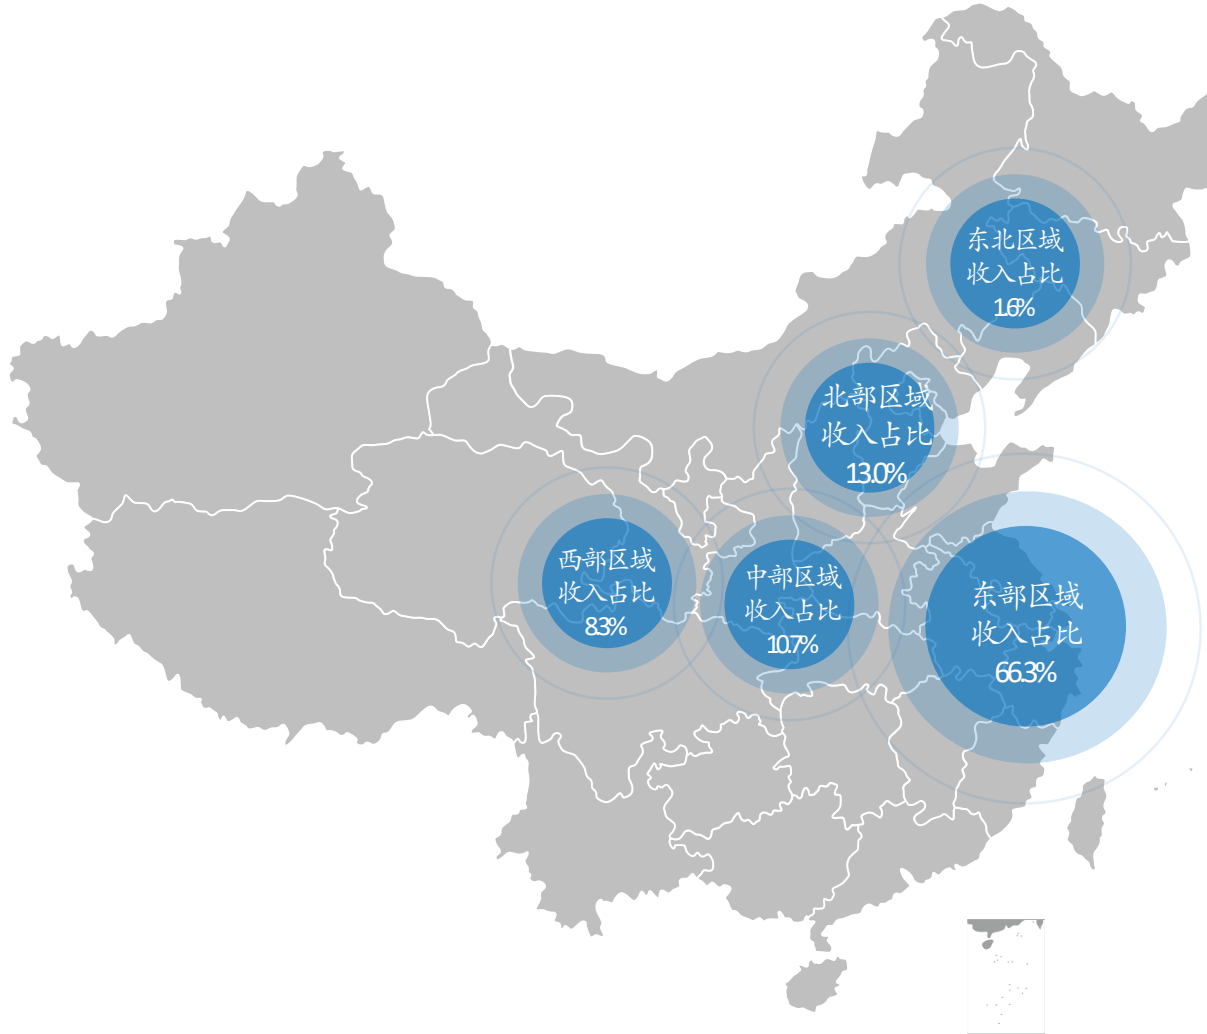 东北区域
收入占比
1.6%
北部区域
收入占比
13.0%
西部区域
收入占比
8.3%
中部区域
收入占比
10.7%
东部区域
收入占比
66.3%